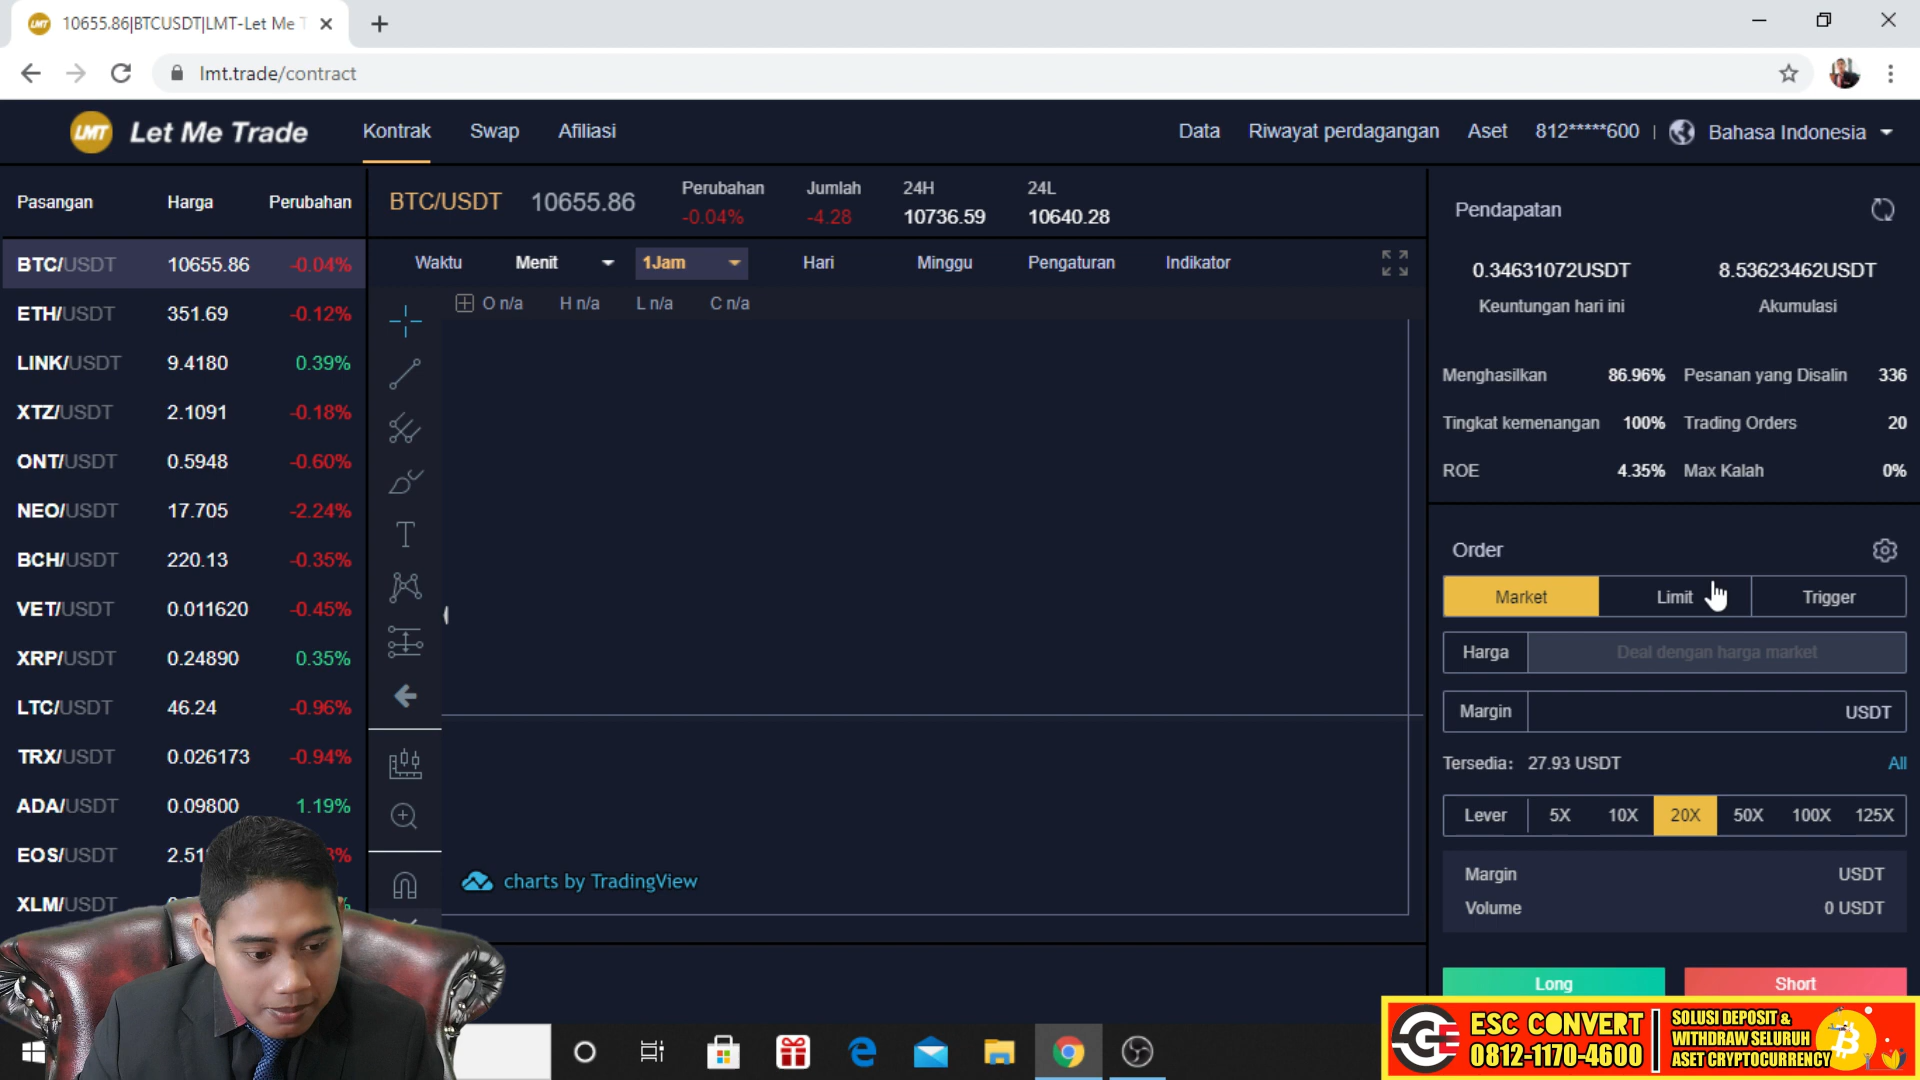 10655.86|BTCUSDT|LMT-Let Me T
lmt.trade/contract
LMT Let Me Trade
Kontrak Swap Afiliasi
Data Riwayat perdagangan Aset 812*****600 | Bahasa Indonesia
Pasangan Harga Perubahan
BTC/USDT 10655.86 -0.04%
ETH/USDT 351.69 -0.12%
LINK/USDT 9.4180 0.39%
XTZ/USDT 2.1091 -0.18%
ONT/USDT 0.5948 -0.60%
NEO/USDT 17.705 -2.24%
BCH/USDT 220.13 -0.35%
VET/USDT 0.011620 -0.45%
XRP/USDT 0.24890 0.35%
LTC/USDT 46.24 -0.96%
TRX/USDT 0.026173 -0.94%
ADA/USDT 0.09800 1.19%
EOS/USDT
XLM/USDT
BTC/USDT 10655.86
Perubahan Jumlah 24H 24L
-0.04% -4.28 10736.59 10640.28
Waktu Menit 1Jam Hari Minggu Pengaturan Indikator
O n/a H n/a L n/a C n/a
charts by TradingView
Pendapatan
0.34631072USDT 8.53623462USDT
Keuntungan hari ini Akumulasi
Menghasilkan 86.96% Pesanan yang Disalin 336
Tingkat kemenangan 100% Trading Orders 20
ROE 4.35% Max Kalah 0%
Order
Market Limit Trigger
Harga Deal dengan harga market
Margin USDT
Tersedia: 27.93 USDT All
Lever 5X 10X 20X 50X 100X 125X
Margin USDT
Volume 0 USDT
Long Short
ESC CONVERT
0812-1170-4600
SOLUSI DEPOSIT &
WITHDRAW SELURUH
ASET CRYPTOCURRENCY